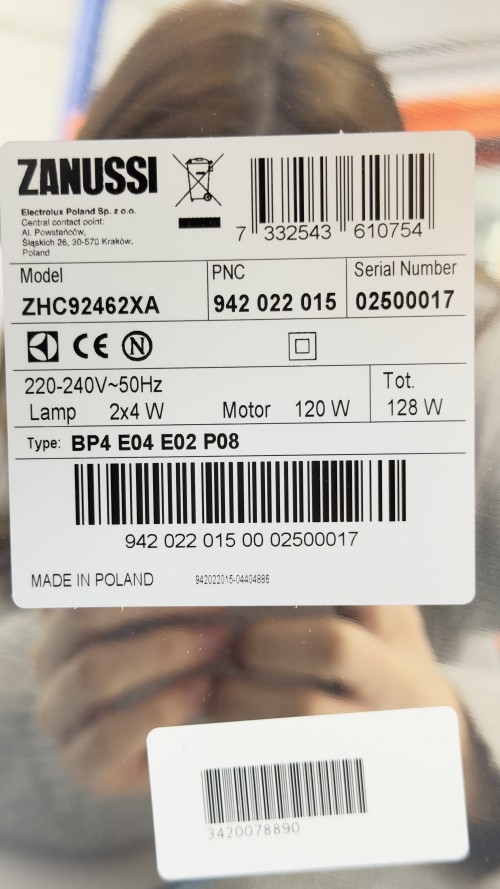 ZANUSSI
Electrolux Poland Sp. z o.o.
Central contact point:
Al. Powstańców,
Śląskich 26, 30-570 Kraków,
Poland
7 332543 610754
Model PNC Serial Number
ZHC92462XA 942 022 015 02500017
CE N
220-240V~50Hz Tot.
Lamp 2x4 W Motor 120 W 128 W
Type: BP4 E04 E02 P08
942 022 015 00 02500017
MADE IN POLAND 942022015-04404886
3420078890